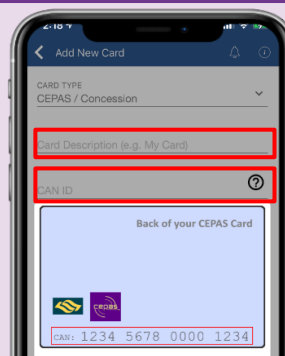 2:18
Add New Card
CARD TYPE
CEPAS / Concession
Card Description (e.g. My Card)
CAN ID
Back of your CEPAS Card
CEPAS
CAN: 1234 5678 0000 1234